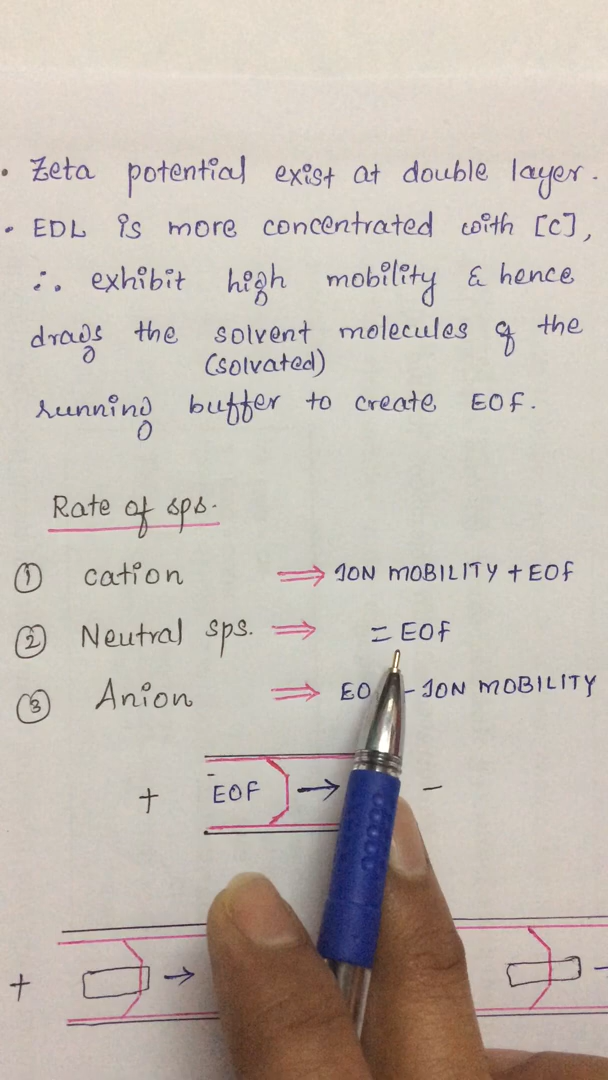 • Zeta potential exist at double layer.
• EDL is more concentrated with [c],
∴ exhibit high mobility & hence
drags the solvent molecules of the
(solvated)
running buffer to create EOF.
Rate of sps.
① cation ⇒ ION MOBILITY + EOF
② Neutral sps. ⇒ = EOF
③ Anion ⇒ EO - ION MOBILITY
+ EOF → -
+ →